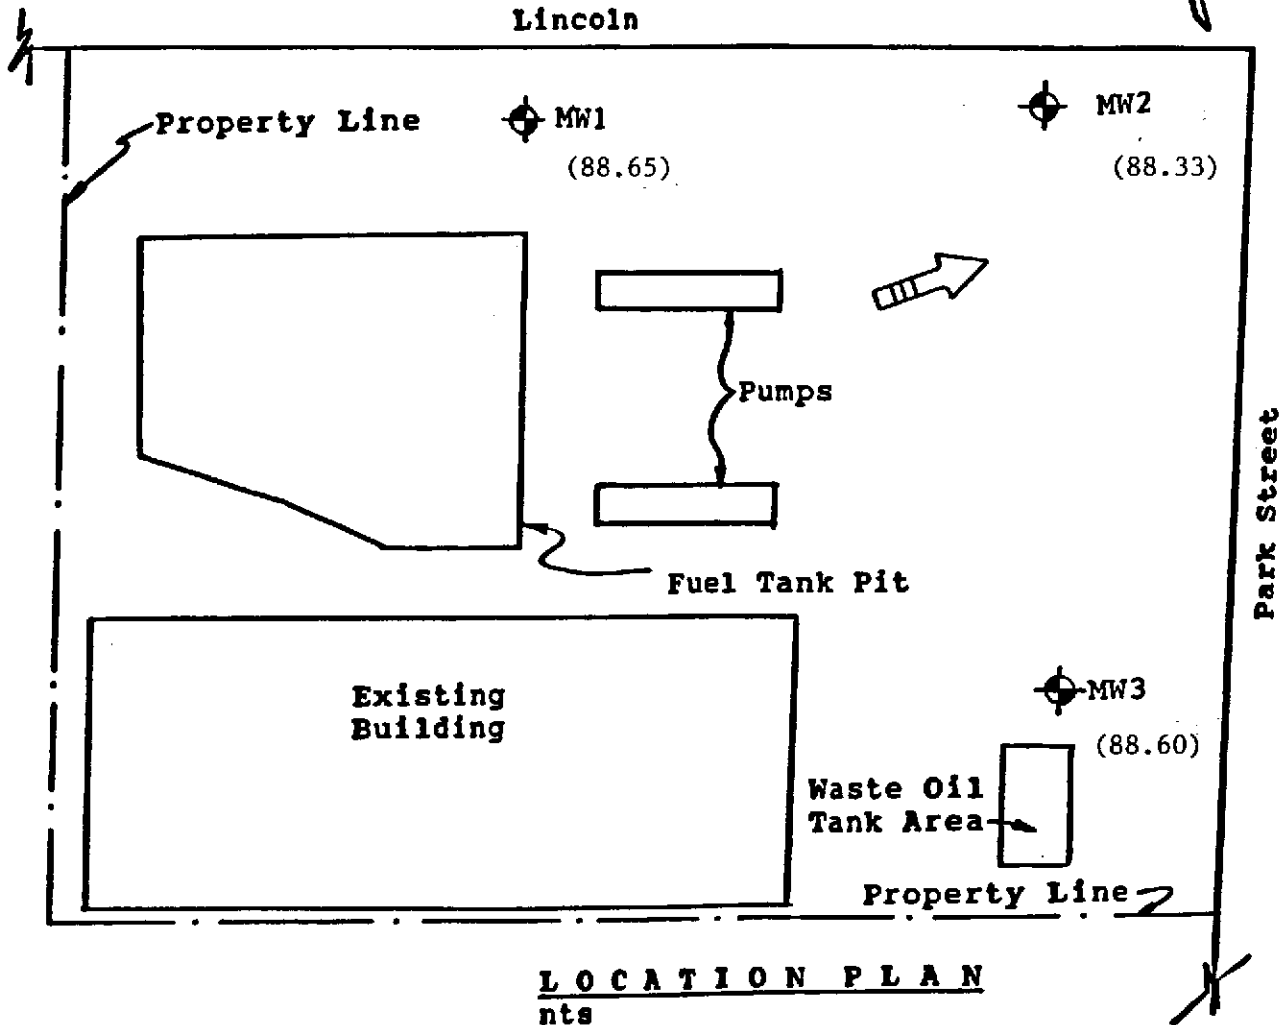 Lincoln
Property Line
MW1
(88.65)
MW2
(88.33)
Pumps
Park Street
Fuel Tank Pit
Existing
Building
MW3
(88.60)
Waste Oil
Tank Area
Property Line
LOCATION PLAN
nts